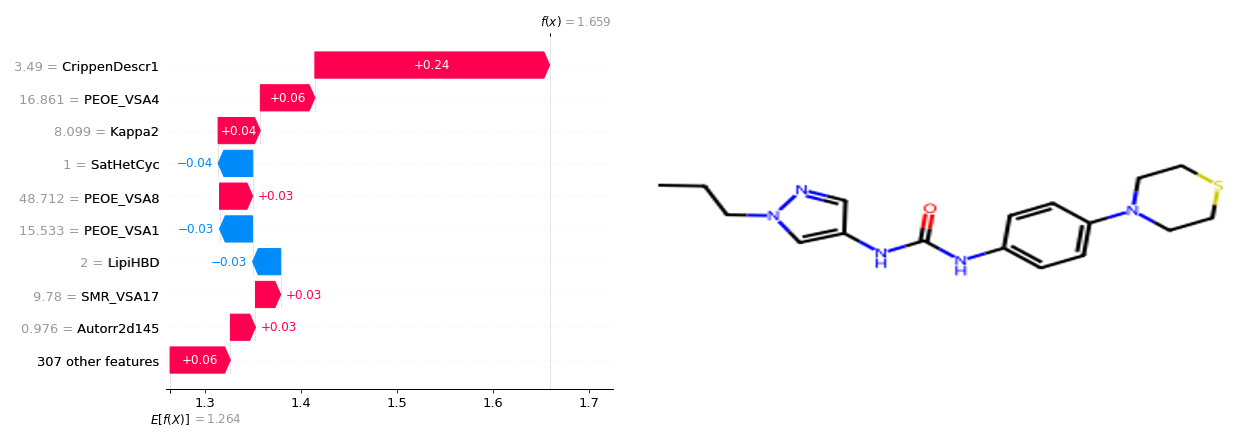 f(x) = 1.659
3.49 = CrippenDescr1
+0.24
16.861 = PEOE_VSA4
+0.06
8.099 = Kappa2
+0.04
1 = SatHetCyc
−0.04
48.712 = PEOE_VSA8
+0.03
15.533 = PEOE_VSA1
−0.03
2 = LipiHBD
−0.03
9.78 = SMR_VSA17
+0.03
0.976 = Autorr2d145
+0.03
307 other features
+0.06
1.3 1.4 1.5 1.6 1.7
E[f(X)] = 1.264
N
N
O
N
H
N
H
N
S